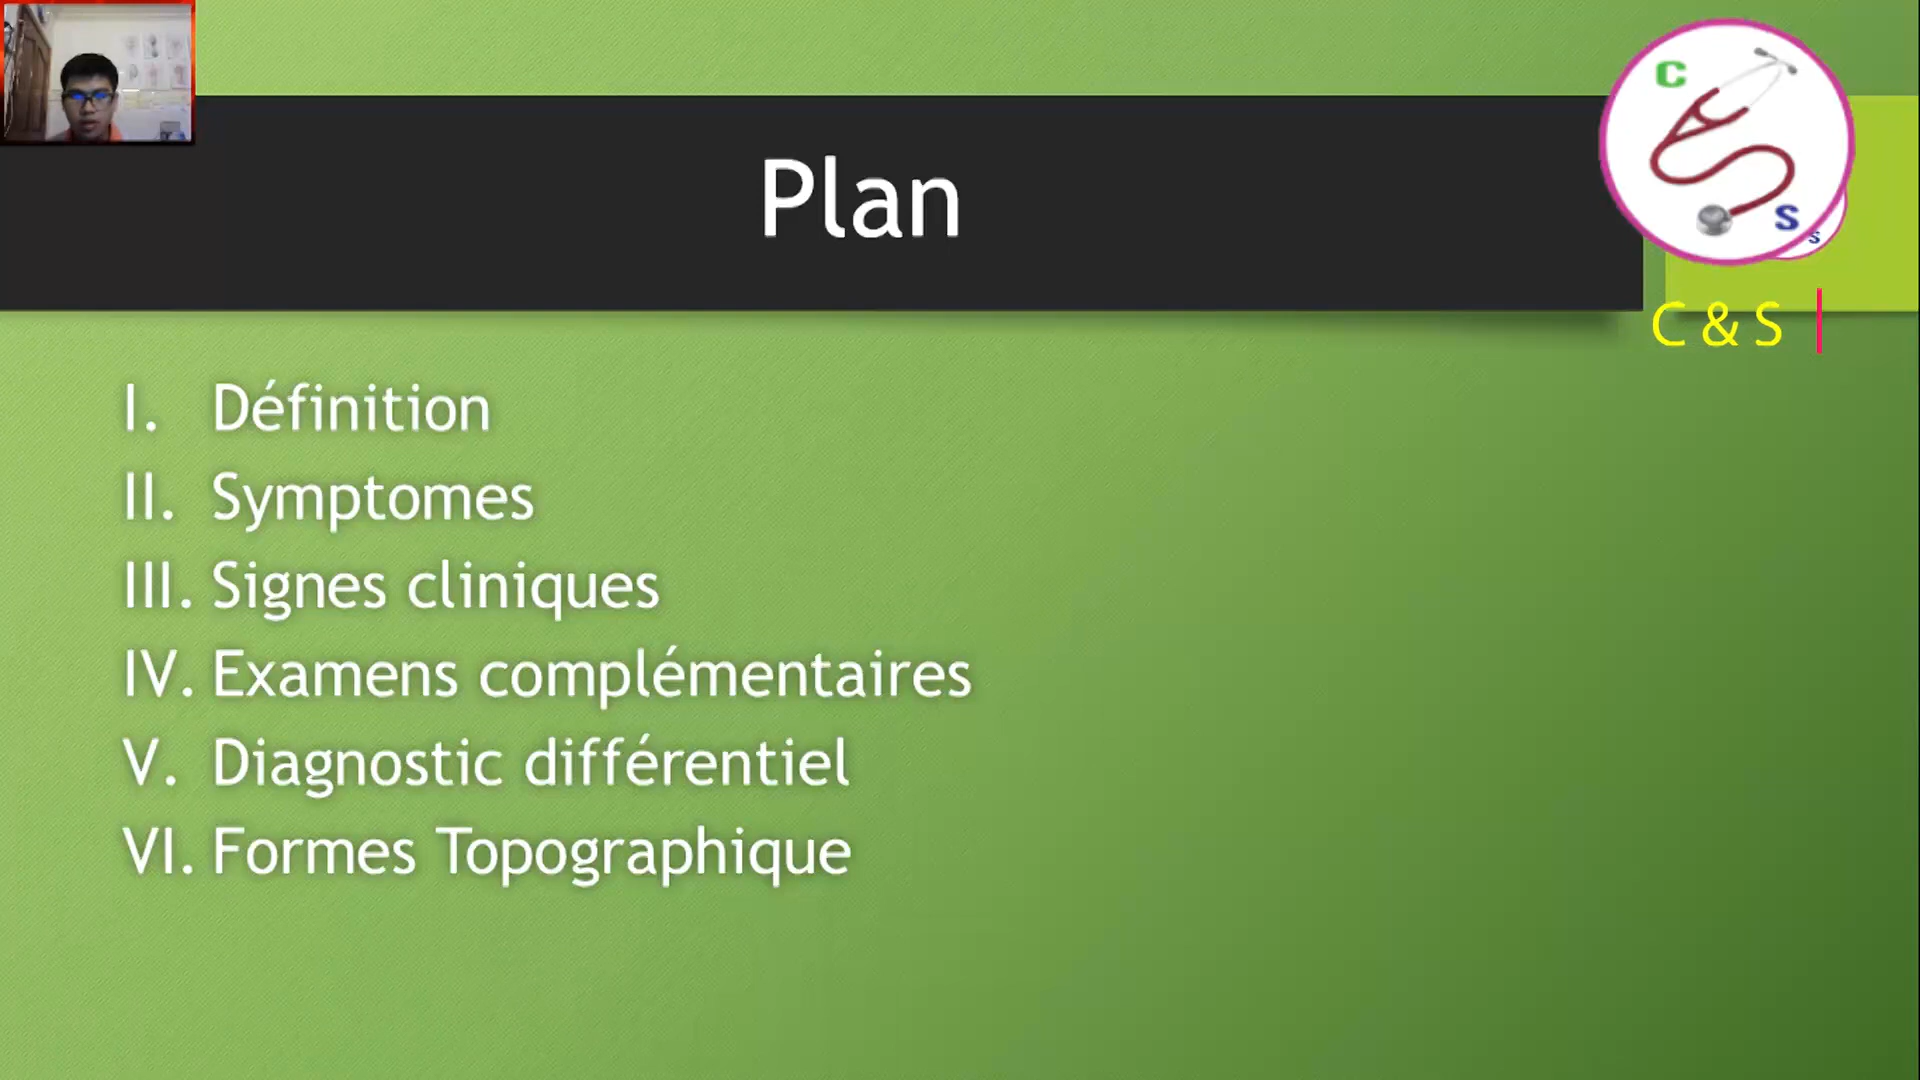 Plan
C
S
s
C & S
I. Définition
II. Symptomes
III. Signes cliniques
IV. Examens complémentaires
V. Diagnostic différentiel
VI. Formes Topographique